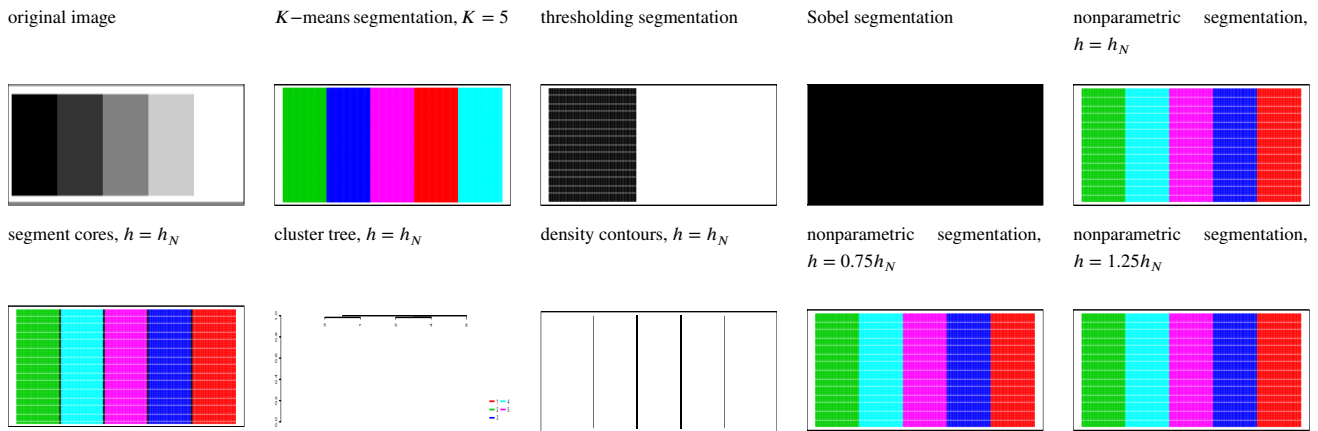 original image
K−means segmentation, K = 5
thresholding segmentation
Sobel segmentation
nonparametric segmentation,
h = h_N
segment cores, h = h_N
cluster tree, h = h_N
density contours, h = h_N
nonparametric segmentation,
h = 0.75h_N
nonparametric segmentation,
h = 1.25h_N